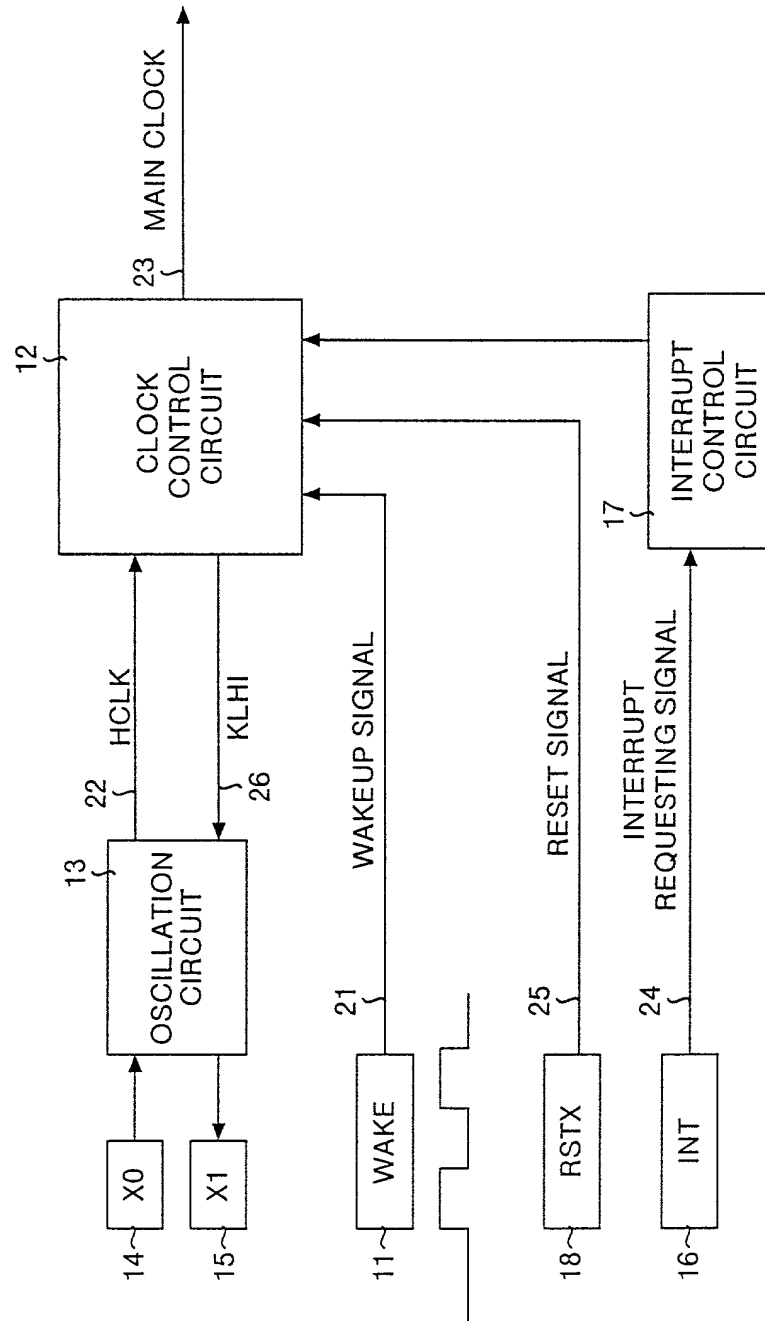 14
X0
15
X1
13
OSCILLATION
CIRCUIT
22
HCLK
26
KLHI
12
CLOCK
CONTROL
CIRCUIT
23
MAIN CLOCK
11
WAKE
21
WAKEUP SIGNAL
18
RSTX
25
RESET SIGNAL
16
INT
24
INTERRUPT
REQUESTING SIGNAL
17
INTERRUPT
CONTROL
CIRCUIT